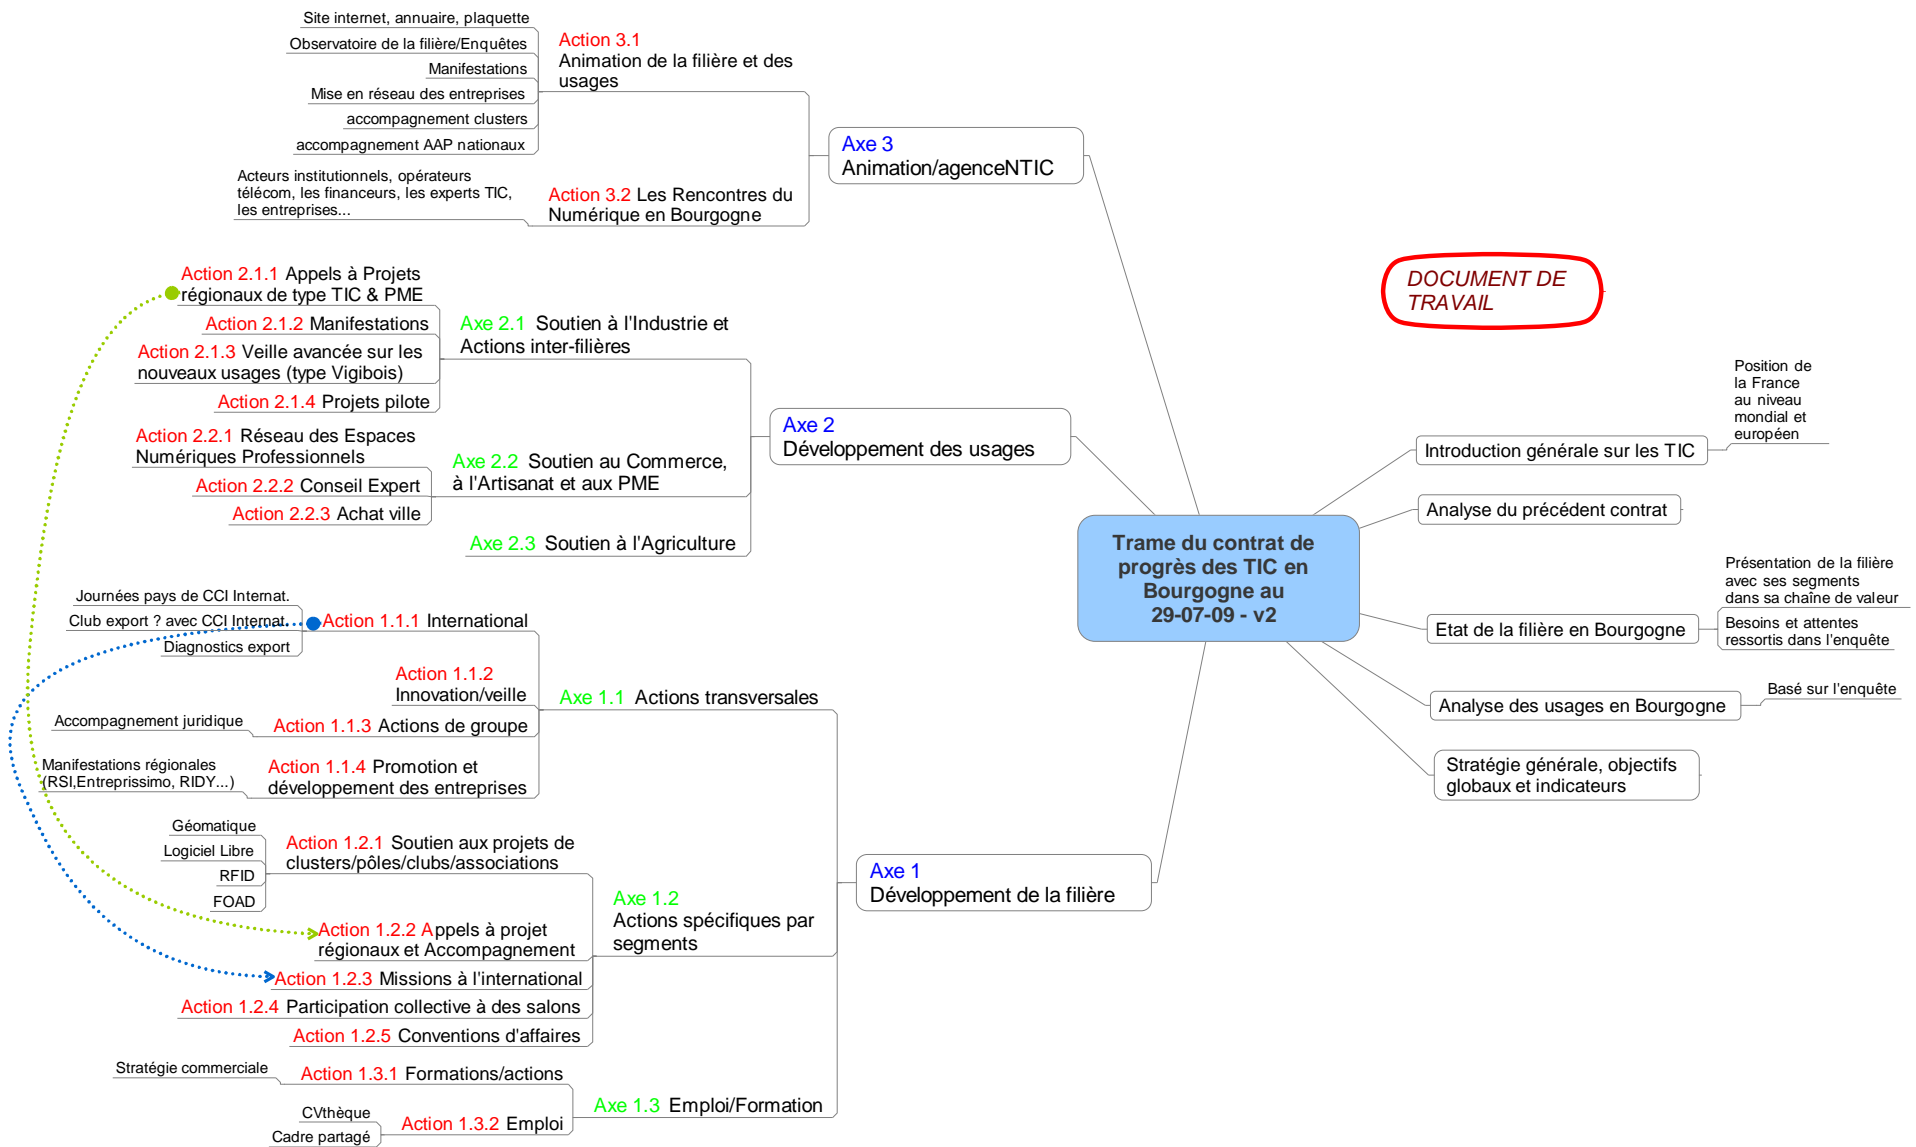 Site internet, annuaire, plaquette
Observatoire de la filière/Enquêtes
Manifestations
Mise en réseau des entreprises
accompagnement clusters
accompagnement AAP nationaux
Action 3.1
Animation de la filière et des
usages
Acteurs institutionnels, opérateurs
télécom, les financeurs, les experts TIC,
les entreprises...
Action 3.2 Les Rencontres du
Numérique en Bourgogne
Axe 3
Animation/agenceNTIC
Action 2.1.1 Appels à Projets
régionaux de type TIC & PME
Action 2.1.2 Manifestations
Action 2.1.3 Veille avancée sur les
nouveaux usages (type Vigibois)
Action 2.1.4 Projets pilote
Axe 2.1 Soutien à l'Industrie et
Actions inter-filières
Action 2.2.1 Réseau des Espaces
Numériques Professionnels
Action 2.2.2 Conseil Expert
Action 2.2.3 Achat ville
Axe 2.2 Soutien au Commerce,
à l'Artisanat et aux PME
Axe 2.3 Soutien à l'Agriculture
Axe 2
Développement des usages
Journées pays de CCI Internat.
Club export ? avec CCI Internat.
Diagnostics export
Action 1.1.1 International
Action 1.1.2
Innovation/veille
Accompagnement juridique
Action 1.1.3 Actions de groupe
Manifestations régionales
(RSI,Entreprissimo, RIDY...)
Action 1.1.4 Promotion et
développement des entreprises
Axe 1.1 Actions transversales
Géomatique
Logiciel Libre
RFID
FOAD
Action 1.2.1 Soutien aux projets de
clusters/pôles/clubs/associations
Action 1.2.2 Appels à projet
régionaux et Accompagnement
Action 1.2.3 Missions à l'international
Action 1.2.4 Participation collective à des salons
Action 1.2.5 Conventions d'affaires
Axe 1.2
Actions spécifiques par
segments
Stratégie commerciale
Action 1.3.1 Formations/actions
CVthèque
Cadre partagé
Action 1.3.2 Emploi
Axe 1.3 Emploi/Formation
Axe 1
Développement de la filière
Trame du contrat de
progrès des TIC en
Bourgogne au
29-07-09 - v2
DOCUMENT DE
TRAVAIL
Introduction générale sur les TIC
Position de
la France
au niveau
mondial et
européen
Analyse du précédent contrat
Etat de la filière en Bourgogne
Présentation de la filière
avec ses segments
dans sa chaîne de valeur
Besoins et attentes
ressortis dans l'enquête
Analyse des usages en Bourgogne
Basé sur l'enquête
Stratégie générale, objectifs
globaux et indicateurs